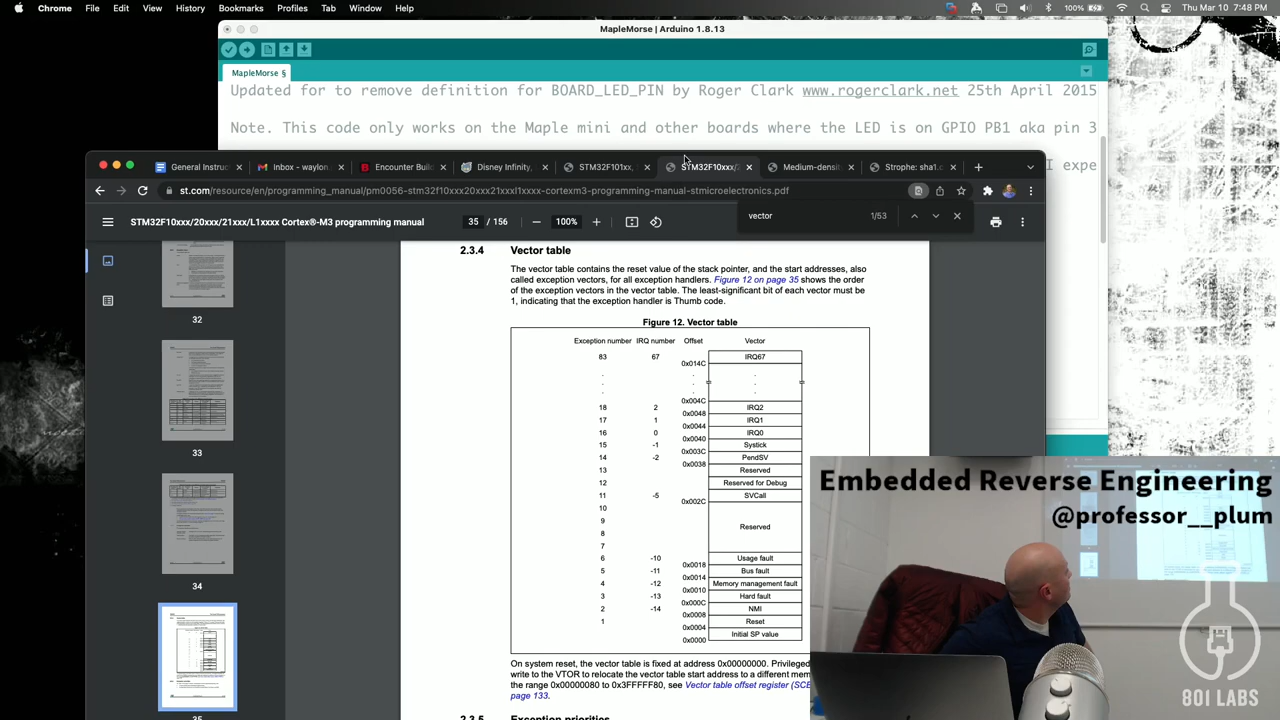 Chrome File Edit View History Bookmarks Profiles Tab Window Help
100%
MapleMorse | Arduino 1.8.13
MapleMorse §
Updated for to remove definition for BOARD_LED_PIN by Roger Clark www.rogerclark.net 25th April 2015
Note. This code only works on the Maple mini and other boards where the LED is on GPIO PB1 aka pin 3
I expe
General Instruc
Inbox - waylon
Encounter Buil
Disney Infinity,
STM32F101xx,
STM32F10xxx/
Medium-densit
Strophe: sha1.c
st.com/resource/en/programming_manual/pm0056-stm32f10xxx20xxx21xxxl1xxxx-cortexm3-programming-manual-stmicroelectronics.pdf
STM32F10xxx/20xxx/21xxx/L1xxxx Cortex®-M3 programming manual
35 / 156
100%
vector
1/53
32
33
34
35
2.3.4 Vector table
The vector table contains the reset value of the stack pointer, and the start addresses, also
called exception vectors, for all exception handlers. Figure 12 on page 35 shows the order
of the exception vectors in the vector table. The least-significant bit of each vector must be
1, indicating that the exception handler is Thumb code.
Figure 12. Vector table
Exception number IRQ number Offset Vector
83 67 IRQ67
0x014C
. . .
. . .
. . .
0x004C
18 2 IRQ2
0x0048
17 1 IRQ1
0x0044
16 0 IRQ0
0x0040
15 -1 Systick
0x003C
14 -2 PendSV
0x0038
13 Reserved
12 Reserved for Debug
11 -5 SVCall
0x002C
10
9
Reserved
8
7
6 -10 Usage fault
0x0018
5 -11 Bus fault
0x0014
4 -12 Memory management fault
0x0010
3 -13 Hard fault
0x000C
2 -14 NMI
0x0008
1 Reset
0x0004
Initial SP value
0x0000
On system reset, the vector table is fixed at address 0x00000000. Privileged
write to the VTOR to relocate the vector table start address to a different mem
the range 0x00000080 to 0x3FFFFF80, see Vector table offset register (SCB
page 133.
2.3.5 Exception priorities
Embedded Reverse Engineering
@professor__plum
801 LABS